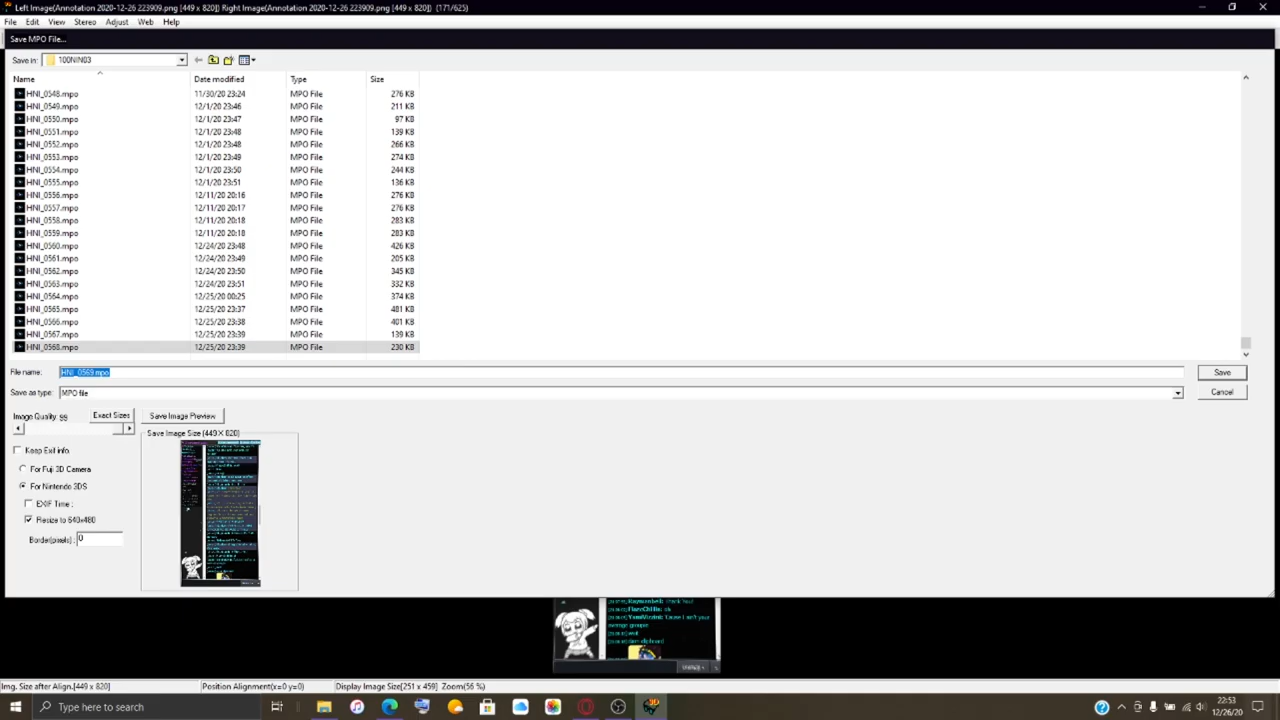 Left Image(Annotation 2020-12-26 223909.png [449 x 820]) Right Image(Annotation 2020-12-26 223909.png [449 x 820]) (171/625)
File Edit View Stereo Adjust Web Help
Save MPO File...
Save in: 100NIN03
Name Date modified Type Size
HNI_0548.mpo 11/30/20 23:24 MPO File 276 KB
HNI_0549.mpo 12/1/20 23:46 MPO File 211 KB
HNI_0550.mpo 12/1/20 23:47 MPO File 97 KB
HNI_0551.mpo 12/1/20 23:48 MPO File 139 KB
HNI_0552.mpo 12/1/20 23:48 MPO File 266 KB
HNI_0553.mpo 12/1/20 23:49 MPO File 274 KB
HNI_0554.mpo 12/1/20 23:50 MPO File 244 KB
HNI_0555.mpo 12/1/20 23:51 MPO File 136 KB
HNI_0556.mpo 12/11/20 20:16 MPO File 276 KB
HNI_0557.mpo 12/11/20 20:17 MPO File 276 KB
HNI_0558.mpo 12/11/20 20:18 MPO File 283 KB
HNI_0559.mpo 12/11/20 20:18 MPO File 283 KB
HNI_0560.mpo 12/24/20 23:48 MPO File 426 KB
HNI_0561.mpo 12/24/20 23:49 MPO File 205 KB
HNI_0562.mpo 12/24/20 23:50 MPO File 345 KB
HNI_0563.mpo 12/24/20 23:51 MPO File 332 KB
HNI_0564.mpo 12/25/20 00:25 MPO File 374 KB
HNI_0565.mpo 12/25/20 23:37 MPO File 481 KB
HNI_0566.mpo 12/25/20 23:38 MPO File 401 KB
HNI_0567.mpo 12/25/20 23:39 MPO File 139 KB
HNI_0568.mpo 12/25/20 23:39 MPO File 230 KB
File name: HNI_0569.mpo Save
Save as type: MPO file Cancel
Image Quality: 99 Exact Sizes Save Image Preview
Save Image Size (449×820)
Keep Exif info.
For Fuji 3D Camera
For Nintendo 3DS
EXIF Time :
Resize to 640x480
Border(pixels) : 0
Thank You!
'Cause I ain't your
average groupie
wut
Img. Size after Align.[449 x 820] Position Alignment(x=0 y=0) Display Image Size[251 x 459] Zoom(56 %)
Type here to search
22:53
12/26/20